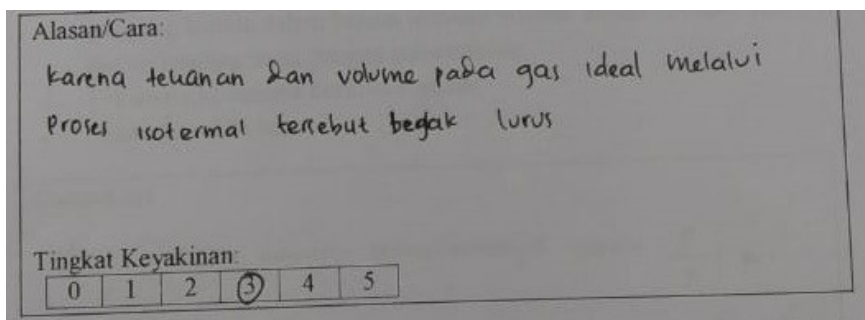 Alasan/Cara:
Karena tekanan dan volume pada gas ideal melalui
Proses isotermal tersebut begak lurus
Tingkat Keyakinan:
0 1 2 3 4 5